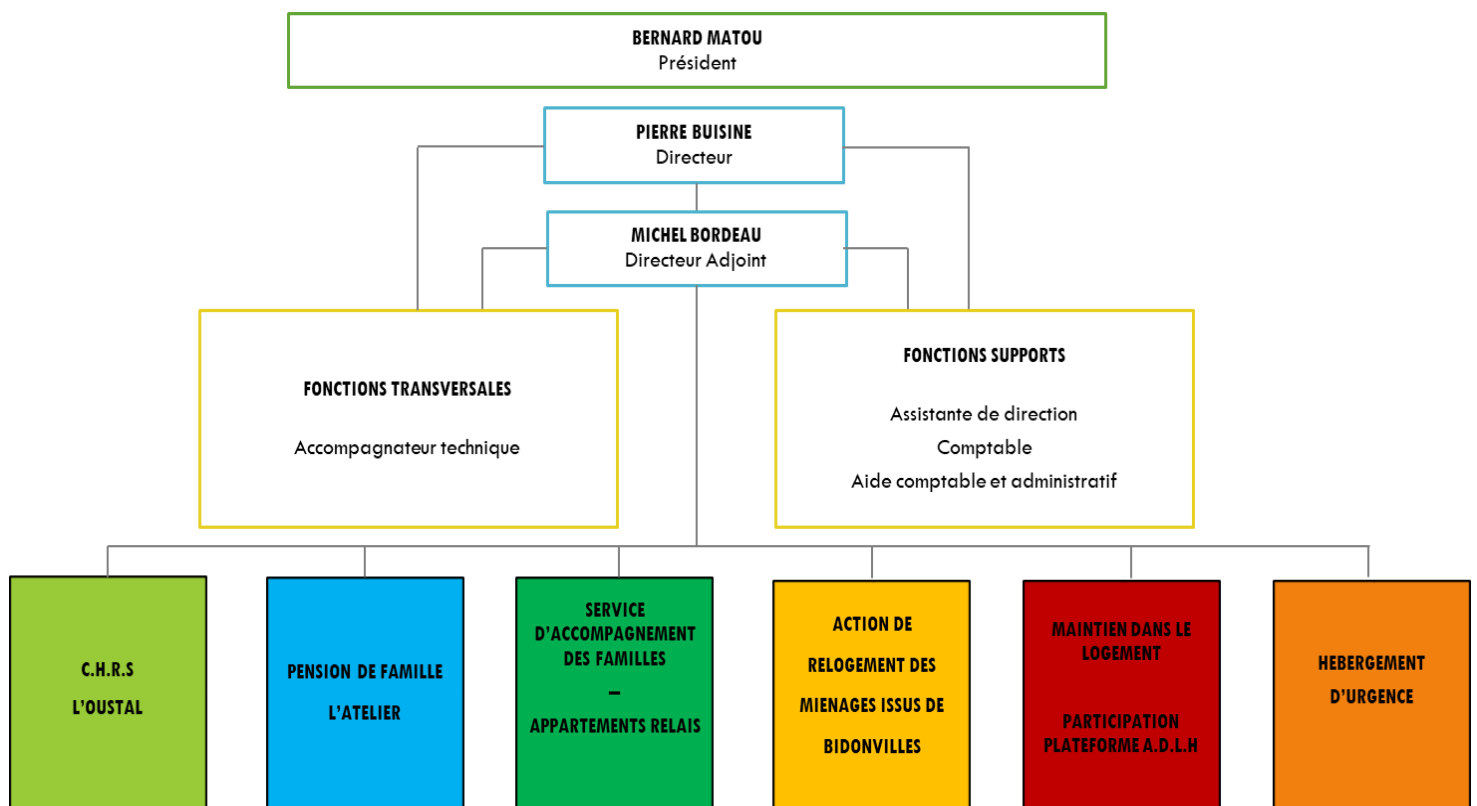 BERNARD MATOU
Président
PIERRE BUISINE
Directeur
MICHEL BORDEAU
Directeur Adjoint
FONCTIONS TRANSVERSALES
Accompagnateur technique
FONCTIONS SUPPORTS
Assistante de direction
Comptable
Aide comptable et administratif
C.H.R.S
L'OUSTAL
PENSION DE FAMILLE
L'ATELIER
SERVICE
D'ACCOMPAGNEMENT
DES FAMILLES
–
APPARTEMENTS RELAIS
ACTION DE
RELOGEMENT DES
MIENAGES ISSUS DE
BIDONVILLES
MAINTIEN DANS LE
LOGEMENT
PARTICIPATION
PLATEFORME A.D.L.H
HEBERGEMENT
D'URGENCE